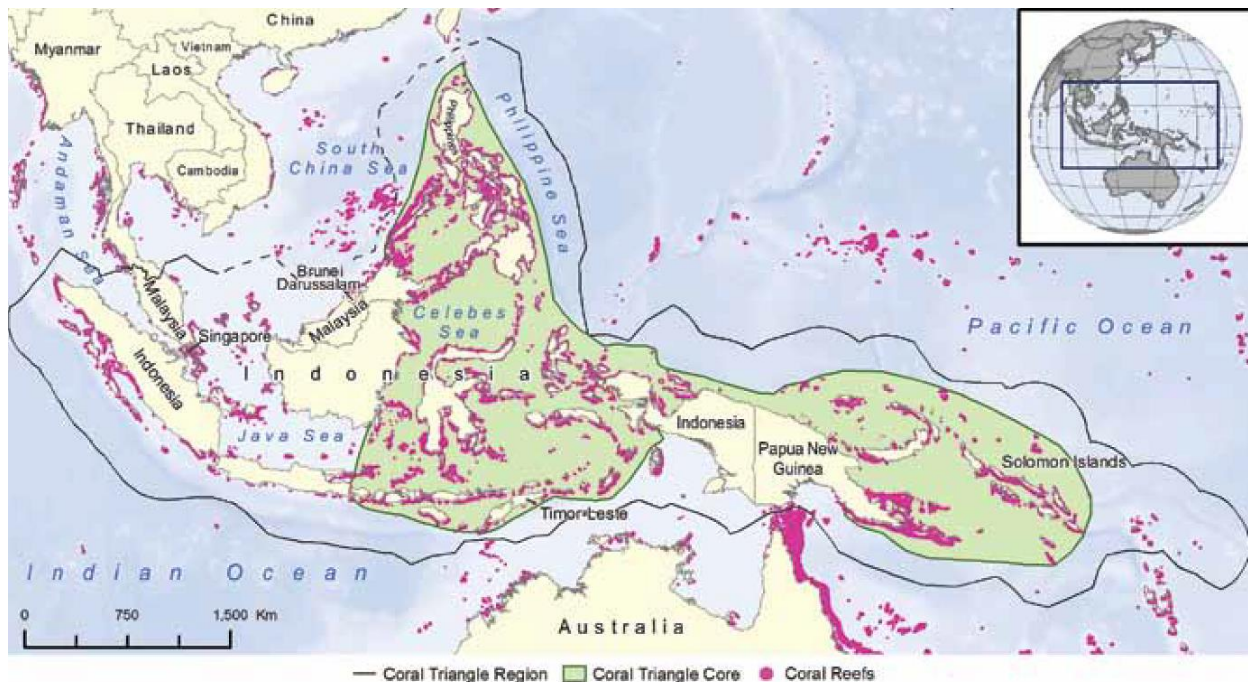 China
Myanmar
Vietnam
Laos
Thailand
Cambodia
Andaman
Sea
South
China Sea
Philippines
Philippine Sea
Brunei
Darussalam
Malaysia
Malaysia
Singapore
Celebes
Sea
Pacific Ocean
Indonesia
Indonesia
Indonesia
Papua New
Guinea
Solomon Islands
Java Sea
Timor-Leste
Indian Ocean
Australia
0 750 1,500 Km
Coral Triangle Region Coral Triangle Core Coral Reefs